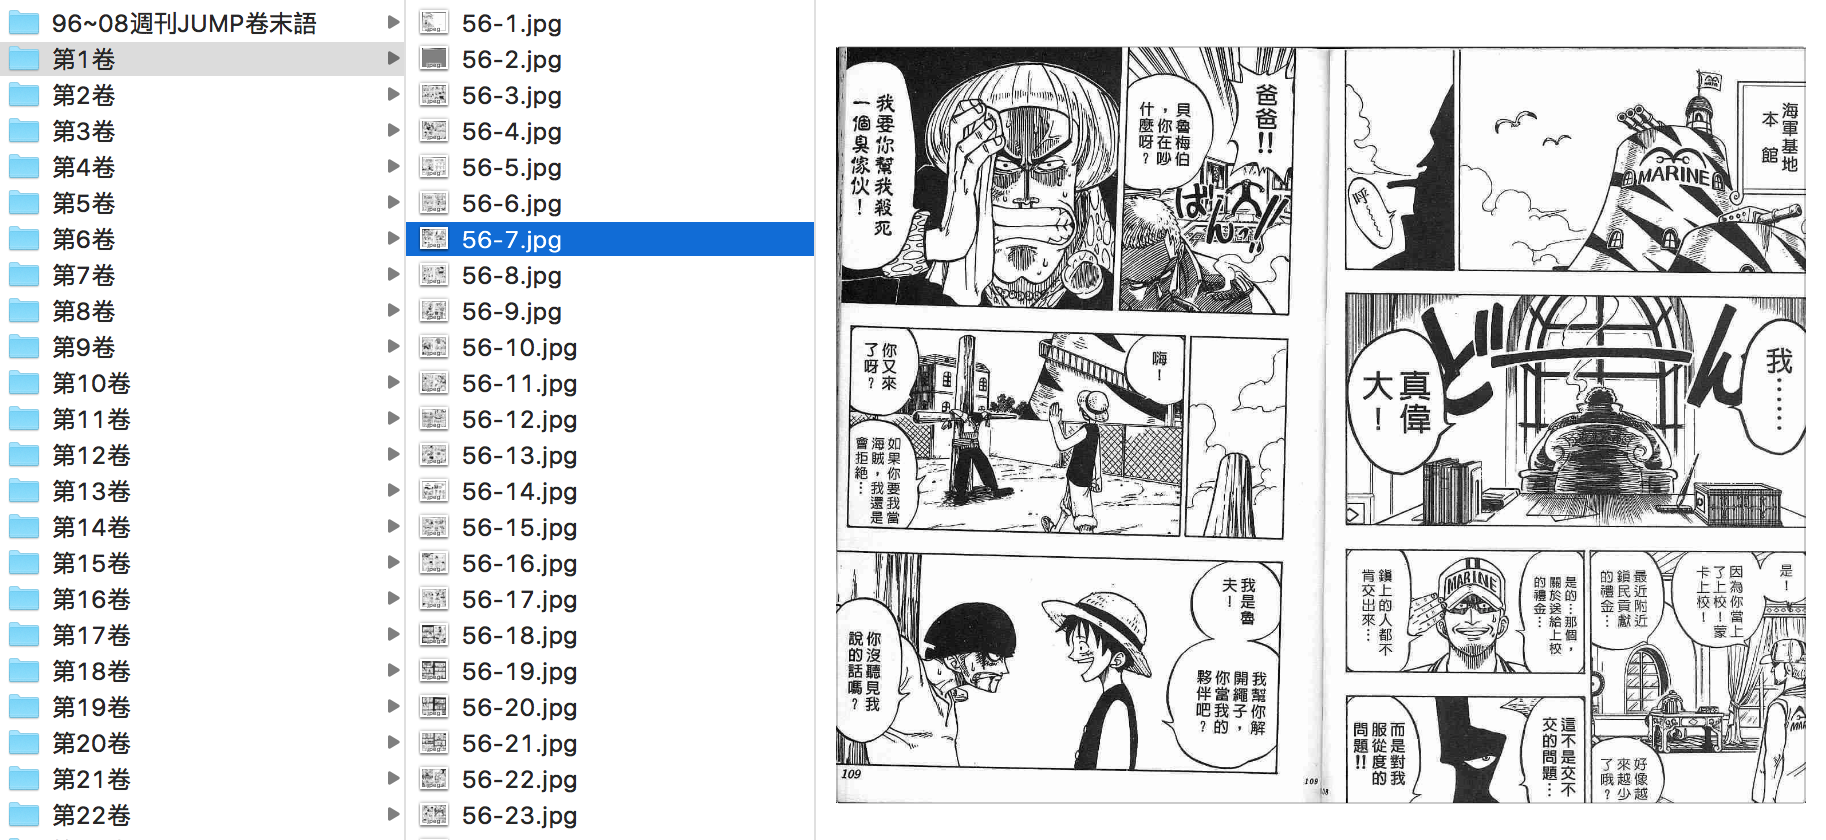 96~08週刊JUMP卷末語
第1卷
第2卷
第3卷
第4卷
第5卷
第6卷
第7卷
第8卷
第9卷
第10卷
第11卷
第12卷
第13卷
第14卷
第15卷
第16卷
第17卷
第18卷
第19卷
第20卷
第21卷
第22卷
56-1.jpg
56-2.jpg
56-3.jpg
56-4.jpg
56-5.jpg
56-6.jpg
56-7.jpg
56-8.jpg
56-9.jpg
56-10.jpg
56-11.jpg
56-12.jpg
56-13.jpg
56-14.jpg
56-15.jpg
56-16.jpg
56-17.jpg
56-18.jpg
56-19.jpg
56-20.jpg
56-21.jpg
56-22.jpg
56-23.jpg
海軍基地
本館
MARINE
呼~~~
我……
真偉
大！
どん
是！
因為你當上
了上校！蒙
卡上校！
最近附近
鎮民貢獻
的禮金…
好像越
來越少
了哦？
是的…那個，
關於送給上校
的禮金…
鎮上的人都不
肯交出來…
MARINE
這不是交不
交的問題…
而是對我
服從度的
問題!!
爸爸!!
ばんっ!!
貝魯梅伯
，你在吵
什麼呀？
我要你幫我殺死
一個臭傢伙！
嗨！
你又來
了呀？
如果你要我當
海賊，我還是
會拒絕…
我是魯
夫！
我幫你解
開繩子，
你當我的
夥伴吧？
你沒聽見我
說的話嗎？
109
109